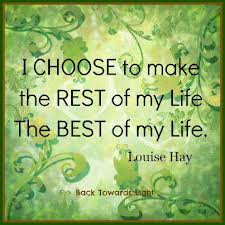 I CHOOSE to make
the REST of my Life
The BEST of my Life.
Louise Hay
Back Towards Light